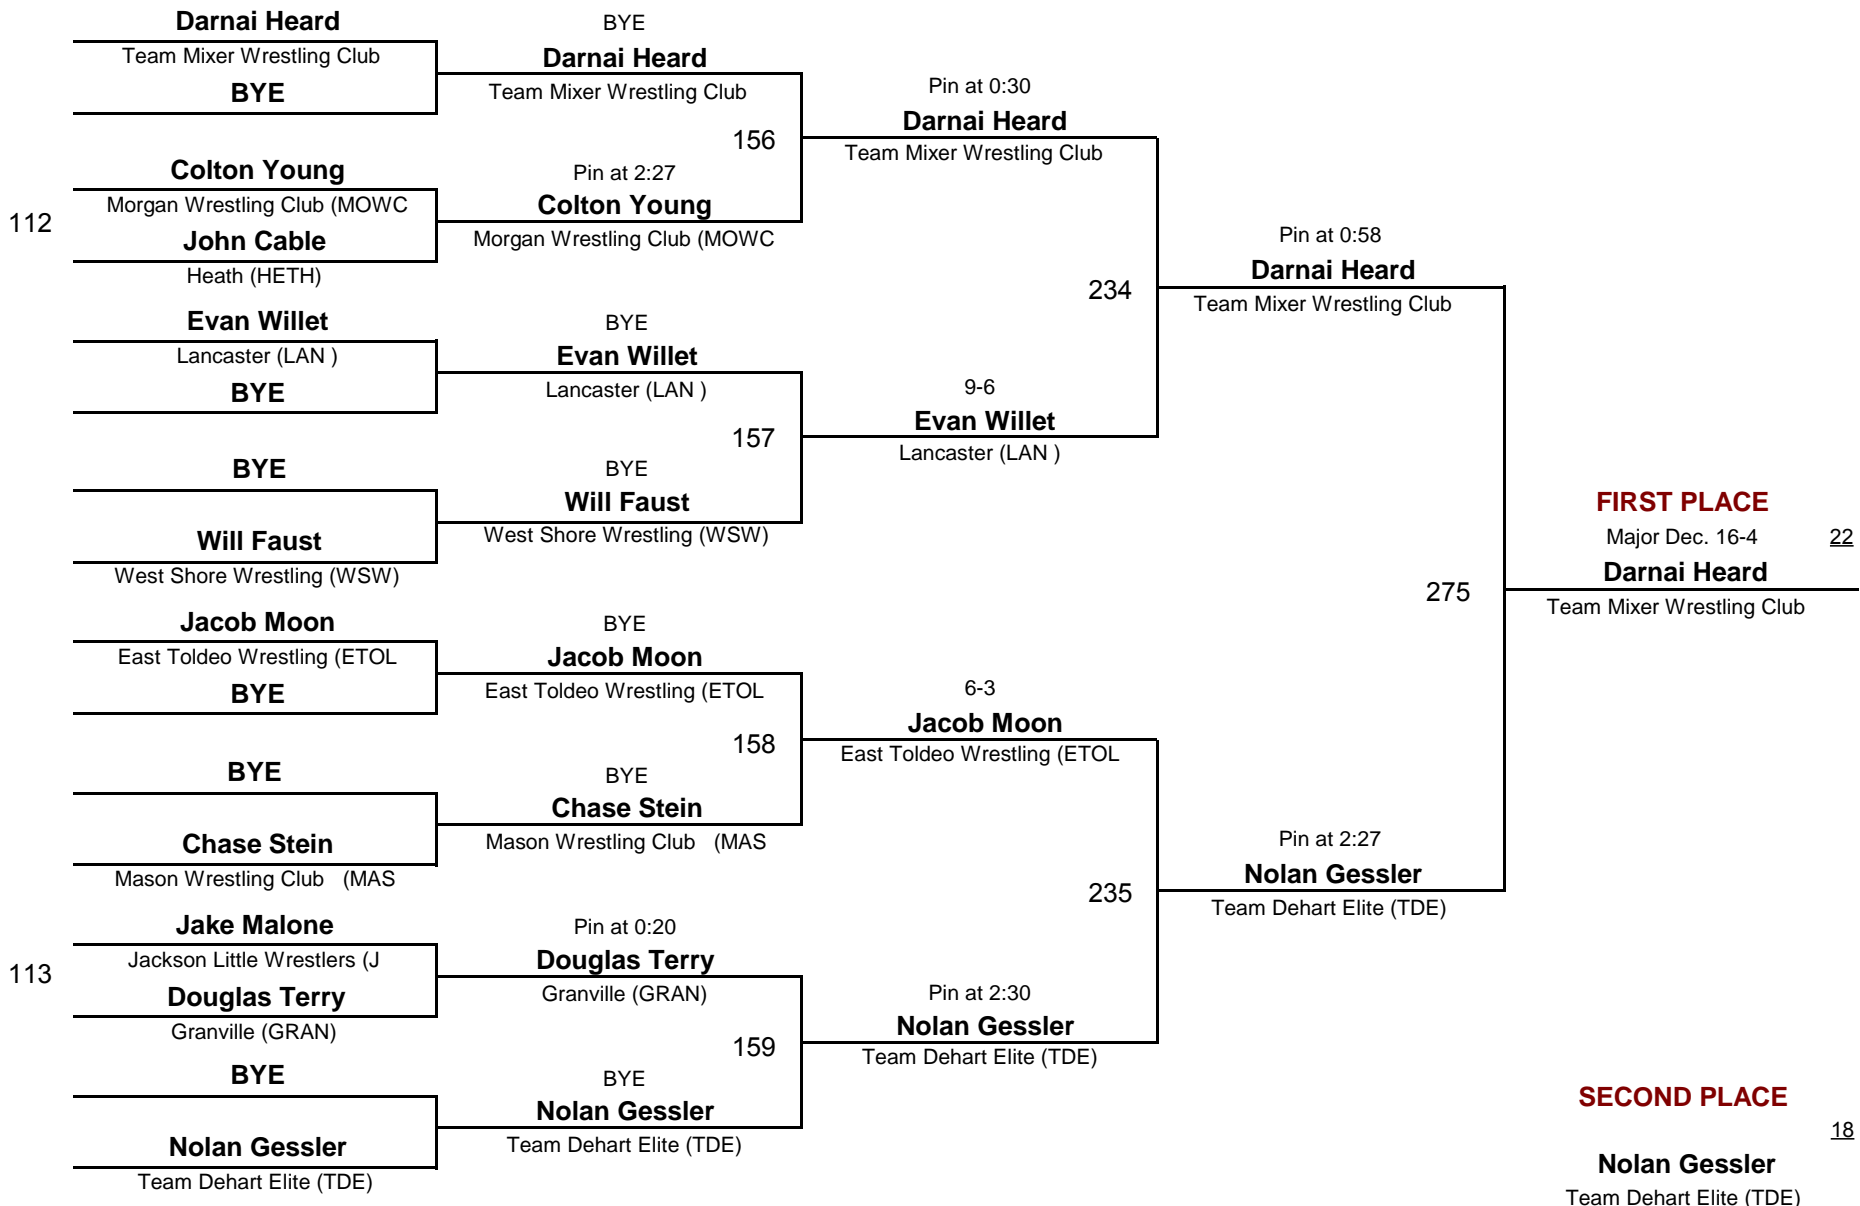 Darnai Heard
Team Mixer Wrestling Club
BYE
112
Colton Young
Morgan Wrestling Club (MOWC
John Cable
Heath (HETH)
Evan Willet
Lancaster (LAN )
BYE
BYE
Will Faust
West Shore Wrestling (WSW)
Jacob Moon
East Toldeo Wrestling (ETOL
BYE
BYE
Chase Stein
Mason Wrestling Club (MAS
113
Jake Malone
Jackson Little Wrestlers (J
Douglas Terry
Granville (GRAN)
BYE
Nolan Gessler
Team Dehart Elite (TDE)
BYE
Darnai Heard
Team Mixer Wrestling Club
156
Pin at 2:27
Colton Young
Morgan Wrestling Club (MOWC
BYE
Evan Willet
Lancaster (LAN )
157
BYE
Will Faust
West Shore Wrestling (WSW)
BYE
Jacob Moon
East Toldeo Wrestling (ETOL
158
BYE
Chase Stein
Mason Wrestling Club (MAS
Pin at 0:20
Douglas Terry
Granville (GRAN)
159
BYE
Nolan Gessler
Team Dehart Elite (TDE)
Pin at 0:30
Darnai Heard
Team Mixer Wrestling Club
234
9-6
Evan Willet
Lancaster (LAN )
6-3
Jacob Moon
East Toldeo Wrestling (ETOL
235
Pin at 2:30
Nolan Gessler
Team Dehart Elite (TDE)
Pin at 0:58
Darnai Heard
Team Mixer Wrestling Club
275
Pin at 2:27
Nolan Gessler
Team Dehart Elite (TDE)
FIRST PLACE
Major Dec. 16-4 22
Darnai Heard
Team Mixer Wrestling Club
SECOND PLACE
18
Nolan Gessler
Team Dehart Elite (TDE)